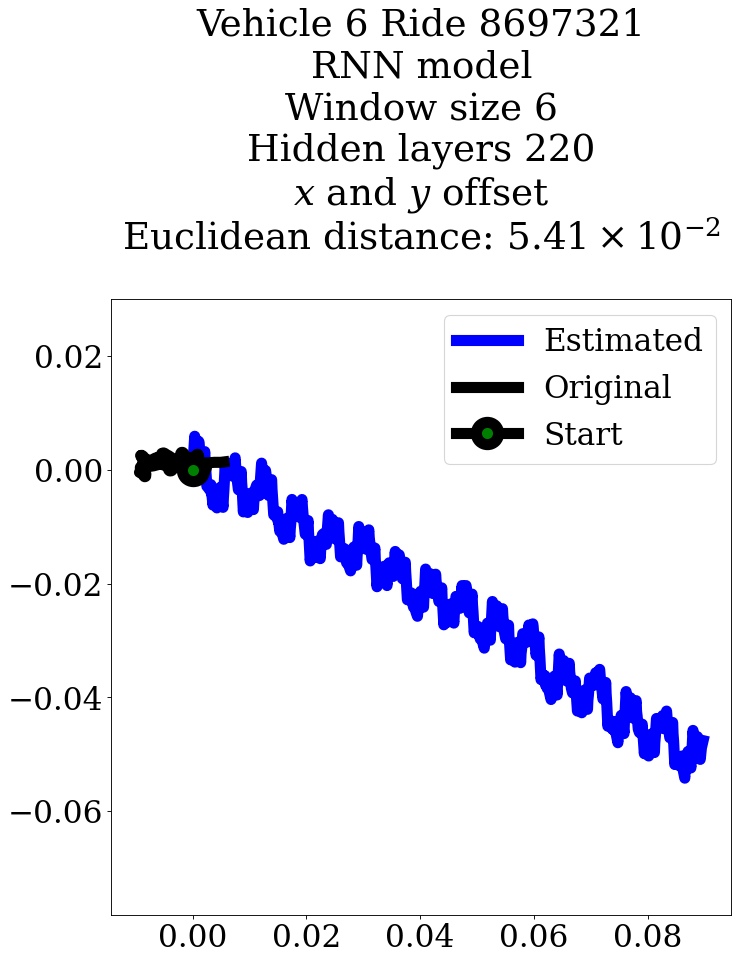 Vehicle 6 Ride 8697321
RNN model
Window size 6
Hidden layers 220
x and y offset
Euclidean distance: 5.41 × 10⁻²
Estimated
Original
Start
0.02
0.00
−0.02
−0.04
−0.06
0.00 0.02 0.04 0.06 0.08